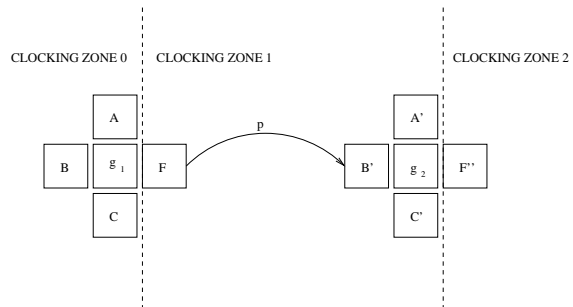 CLOCKING ZONE 0 CLOCKING ZONE 1 CLOCKING ZONE 2
A A'
p
B g 1 F B' g 2 F''
C C'